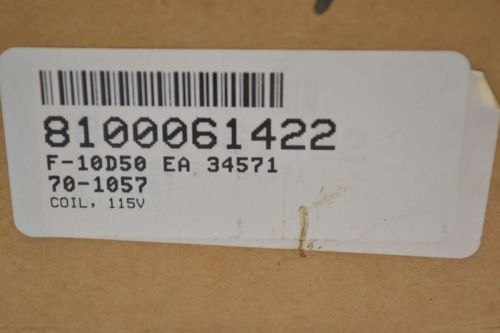 8100061422
F-10D50 EA 34571
70-1057
COIL, 115V